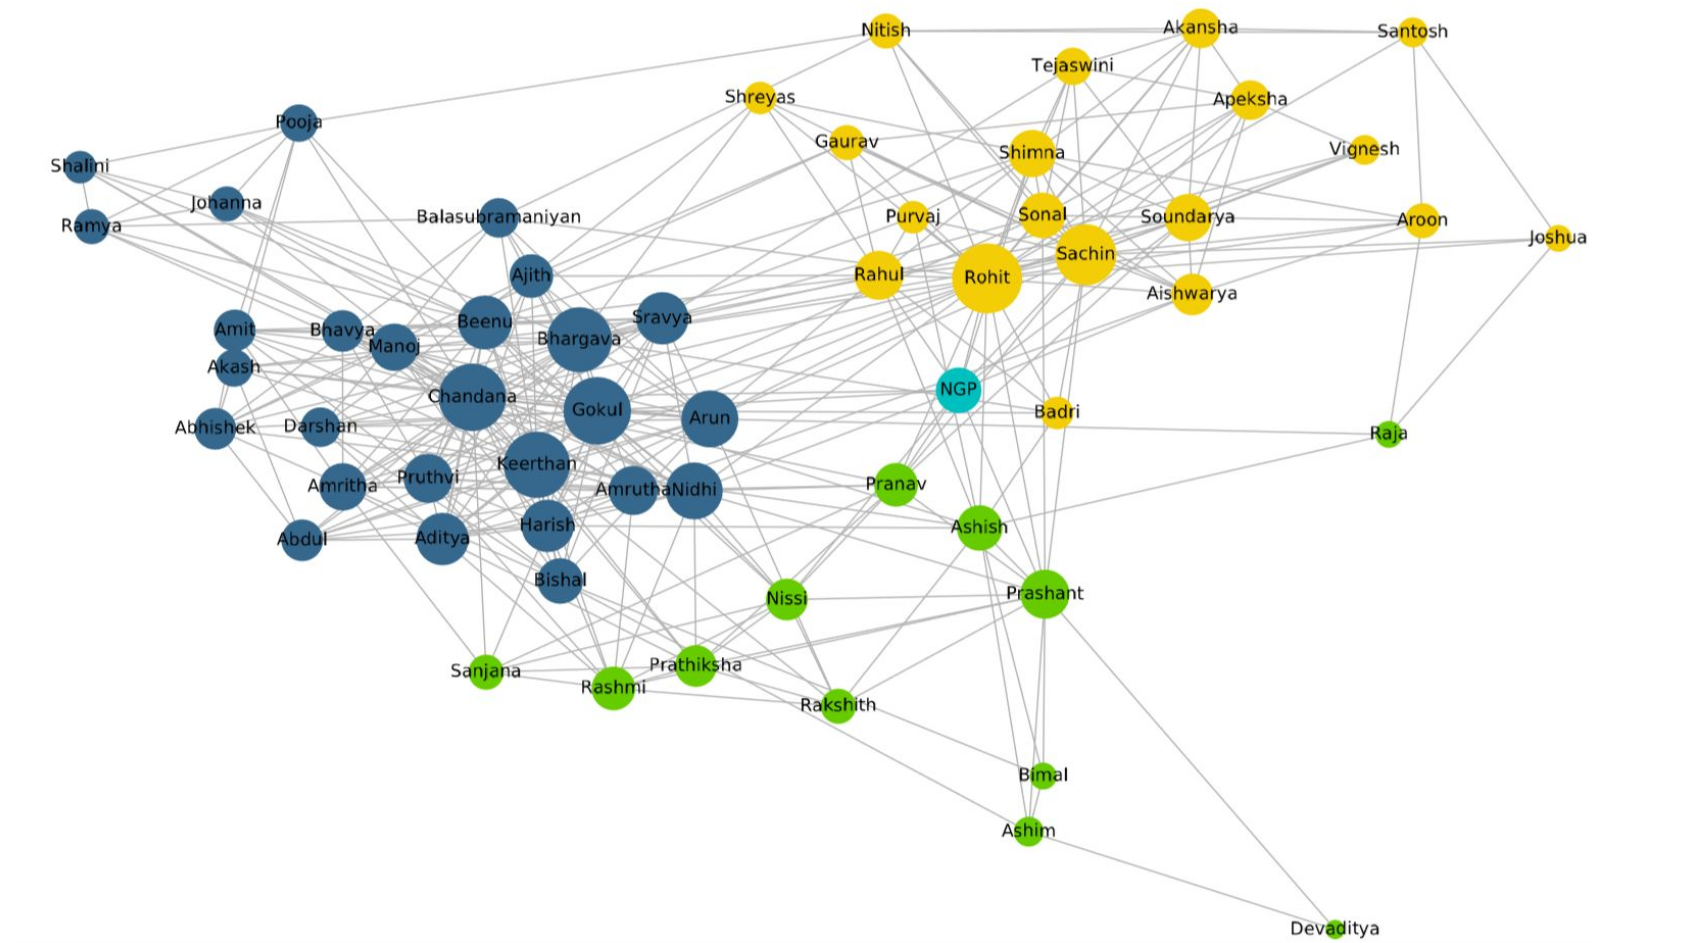 Nitish
Akansha
Santosh
Tejaswini
Shreyas
Apeksha
Pooja
Gaurav
Shimna
Vignesh
Shalini
Johanna
Ramya
Balasubramaniyan
Purvaj
Sonal
Soundarya
Aroon
Joshua
Sachin
Ajith
Rahul
Rohit
Aishwarya
Amit
Bhavya
Manoj
Beenu
Bhargava
Sravya
Akash
Chandana
Gokul
Arun
NGP
Badri
Abhishek
Darshan
Raja
Keerthan
Amritha
Pruthvi
Amrutha
Nidhi
Pranav
Abdul
Aditya
Harish
Ashish
Bishal
Nissi
Prashant
Sanjana
Rashmi
Prathiksha
Rakshith
Bimal
Ashim
Devaditya